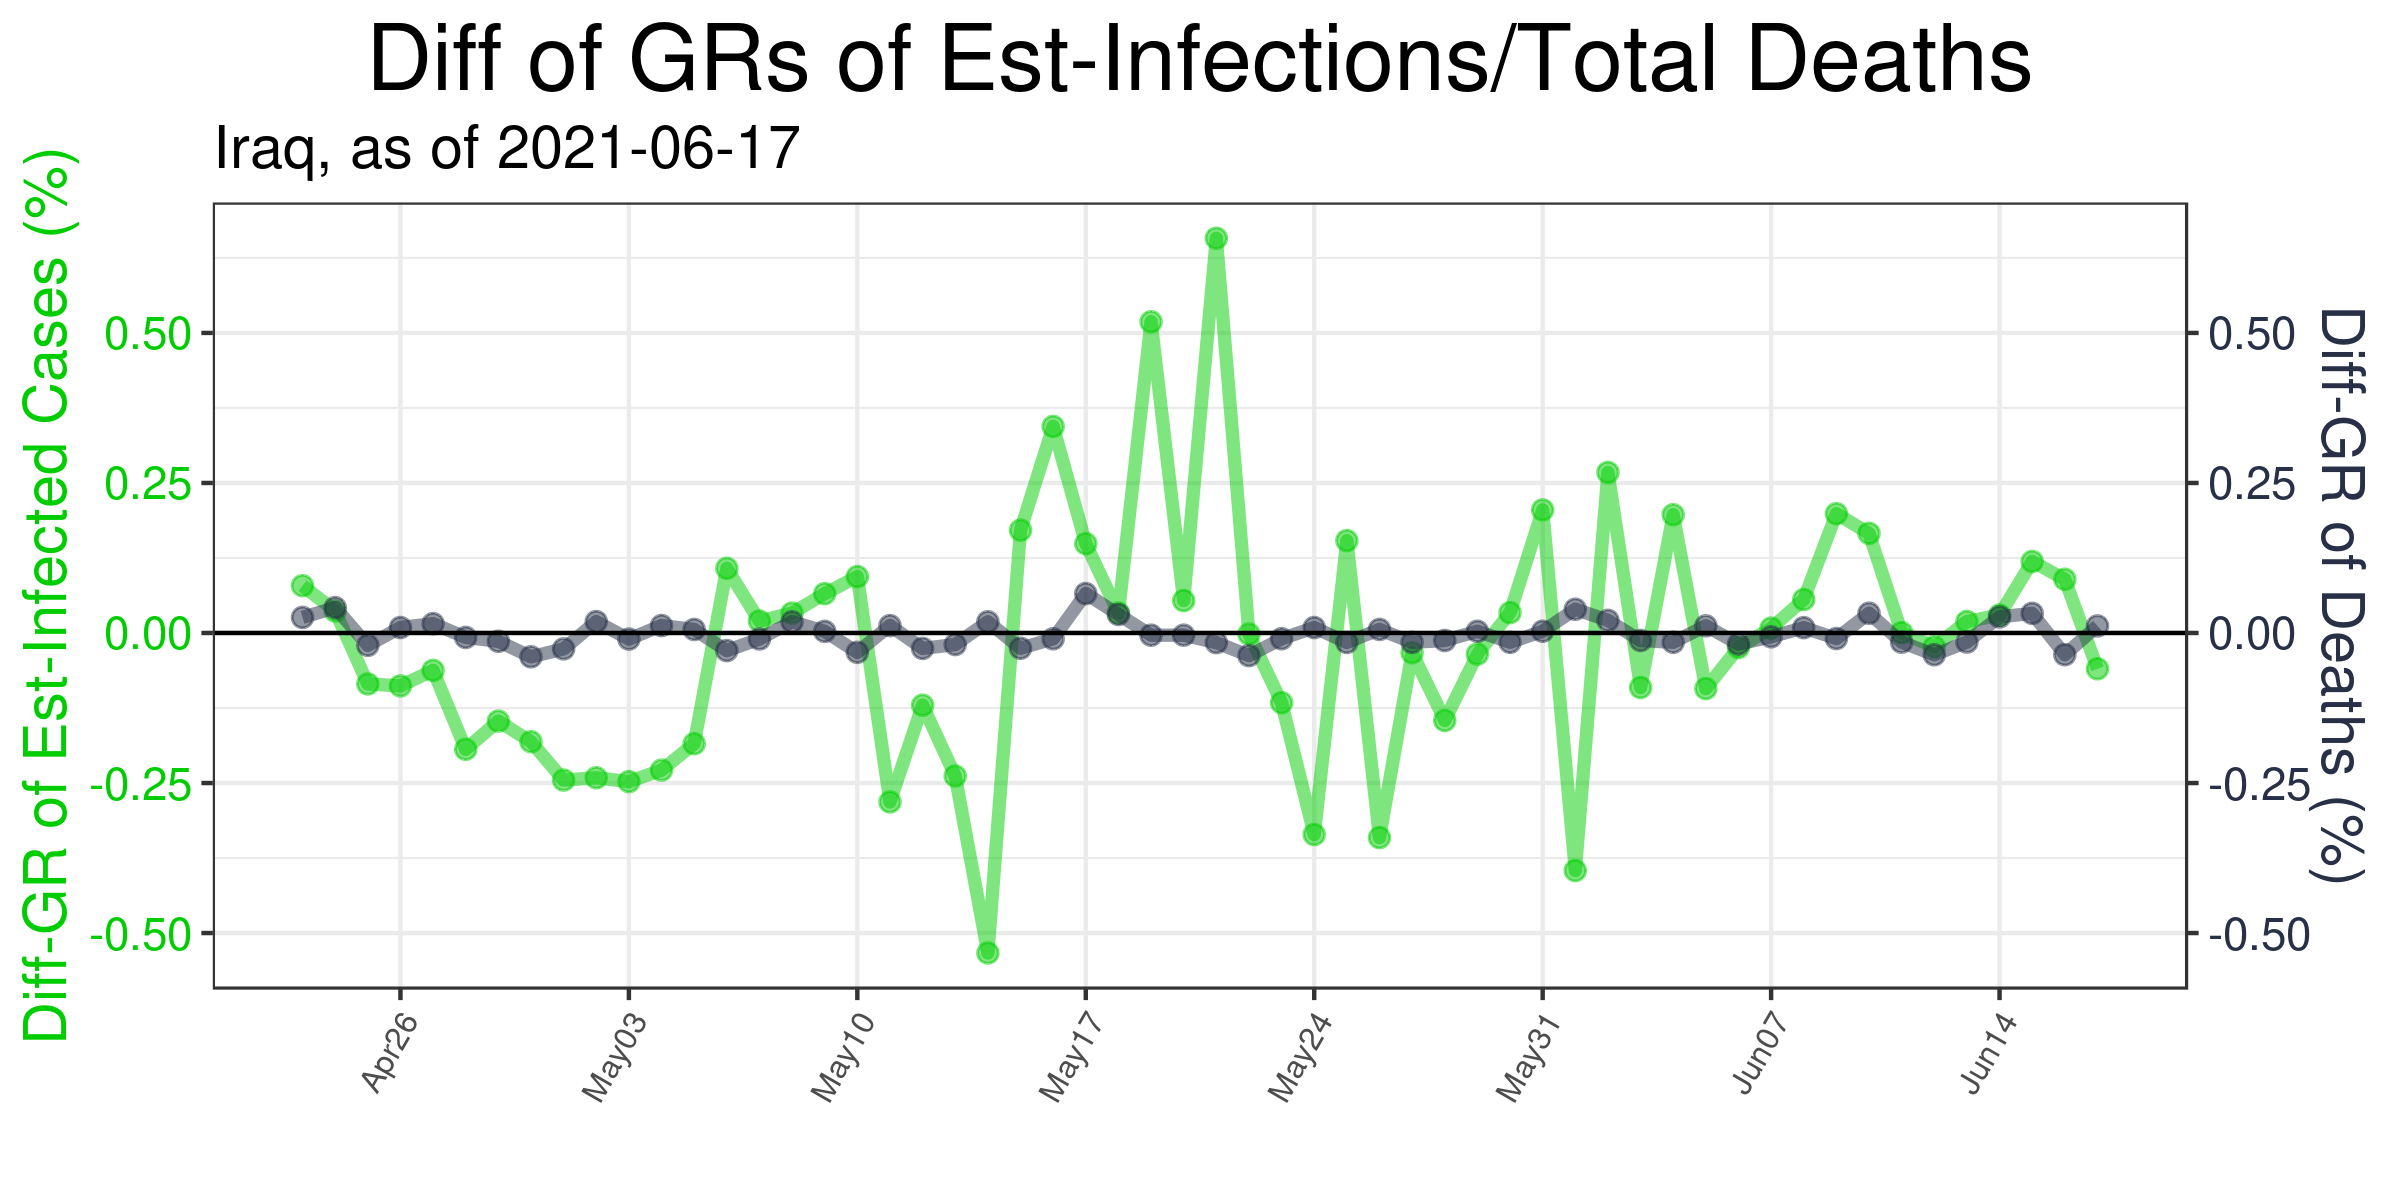 Diff of GRs of Est-Infections/Total Deaths
Iraq, as of 2021-06-17
Diff-GR of Est-Infected Cases (%)
0.50
0.25
0.00
-0.25
-0.50
0.50
0.25
0.00
-0.25
-0.50
Diff-GR of Deaths (%)
Apr26
May03
May10
May17
May24
May31
Jun07
Jun14